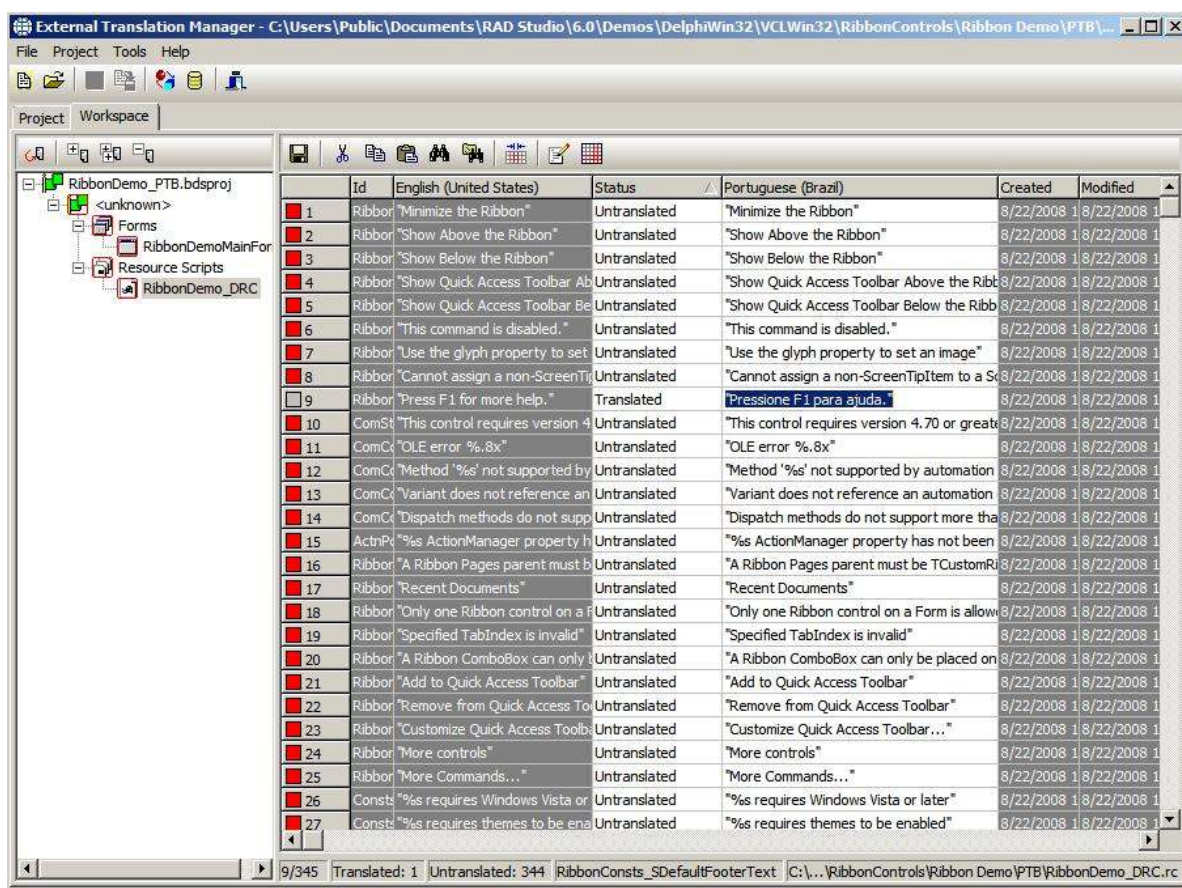 External Translation Manager - C:\Users\Public\Documents\RAD Studio\6.0\Demos\DelphiWin32\VCLWin32\RibbonControls\Ribbon Demo\PTB\...
File Project Tools Help
Project Workspace
RibbonDemo_PTB.bdsproj
<unknown>
Forms
RibbonDemoMainFor
Resource Scripts
RibbonDemo_DRC
Id English (United States) Status Portuguese (Brazil) Created Modified
1 Ribbor "Minimize the Ribbon" Untranslated "Minimize the Ribbon" 8/22/2008 1 8/22/2008 1
2 Ribbor "Show Above the Ribbon" Untranslated "Show Above the Ribbon" 8/22/2008 1 8/22/2008 1
3 Ribbor "Show Below the Ribbon" Untranslated "Show Below the Ribbon" 8/22/2008 1 8/22/2008 1
4 Ribbor "Show Quick Access Toolbar Ab Untranslated "Show Quick Access Toolbar Above the Ribb 8/22/2008 1 8/22/2008 1
5 Ribbor "Show Quick Access Toolbar Be Untranslated "Show Quick Access Toolbar Below the Ribb 8/22/2008 1 8/22/2008 1
6 Ribbor "This command is disabled." Untranslated "This command is disabled." 8/22/2008 1 8/22/2008 1
7 Ribbor "Use the glyph property to set Untranslated "Use the glyph property to set an image" 8/22/2008 1 8/22/2008 1
8 Ribbor "Cannot assign a non-ScreenTip Untranslated "Cannot assign a non-ScreenTipItem to a Sc 8/22/2008 1 8/22/2008 1
9 Ribbor "Press F1 for more help." Translated "Pressione F1 para ajuda." 8/22/2008 1 8/22/2008 1
10 ComSt "This control requires version 4 Untranslated "This control requires version 4.70 or greate 8/22/2008 1 8/22/2008 1
11 ComCo "OLE error %.8x" Untranslated "OLE error %.8x" 8/22/2008 1 8/22/2008 1
12 ComCo "Method '%s' not supported by Untranslated "Method '%s' not supported by automation 8/22/2008 1 8/22/2008 1
13 ComCo "Variant does not reference an Untranslated "Variant does not reference an automation 8/22/2008 1 8/22/2008 1
14 ComCo "Dispatch methods do not supp Untranslated "Dispatch methods do not support more tha 8/22/2008 1 8/22/2008 1
15 ActnPo "%s ActionManager property h Untranslated "%s ActionManager property has not been 8/22/2008 1 8/22/2008 1
16 Ribbor "A Ribbon Pages parent must b Untranslated "A Ribbon Pages parent must be TCustomRi 8/22/2008 1 8/22/2008 1
17 Ribbor "Recent Documents" Untranslated "Recent Documents" 8/22/2008 1 8/22/2008 1
18 Ribbor "Only one Ribbon control on a F Untranslated "Only one Ribbon control on a Form is allow 8/22/2008 1 8/22/2008 1
19 Ribbor "Specified TabIndex is invalid" Untranslated "Specified TabIndex is invalid" 8/22/2008 1 8/22/2008 1
20 Ribbor "A Ribbon ComboBox can only b Untranslated "A Ribbon ComboBox can only be placed on 8/22/2008 1 8/22/2008 1
21 Ribbor "Add to Quick Access Toolbar" Untranslated "Add to Quick Access Toolbar" 8/22/2008 1 8/22/2008 1
22 Ribbor "Remove from Quick Access To Untranslated "Remove from Quick Access Toolbar" 8/22/2008 1 8/22/2008 1
23 Ribbor "Customize Quick Access Toolba Untranslated "Customize Quick Access Toolbar..." 8/22/2008 1 8/22/2008 1
24 Ribbor "More controls" Untranslated "More controls" 8/22/2008 1 8/22/2008 1
25 Ribbor "More Commands..." Untranslated "More Commands..." 8/22/2008 1 8/22/2008 1
26 Consts "%s requires Windows Vista or Untranslated "%s requires Windows Vista or later" 8/22/2008 1 8/22/2008 1
27 Consts "%s requires themes to be ena Untranslated "%s requires themes to be enabled" 8/22/2008 1 8/22/2008 1
9/345 Translated: 1 Untranslated: 344 RibbonConsts_SDefaultFooterText C:\...\RibbonControls\Ribbon Demo\PTB\RibbonDemo_DRC.rc